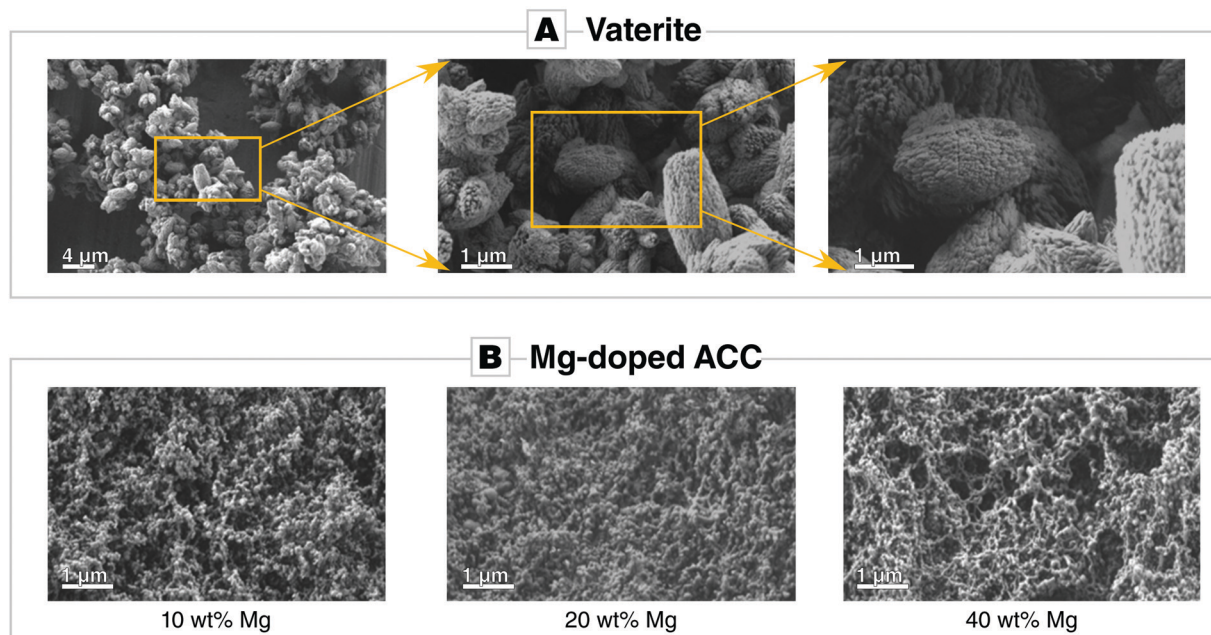 A Vaterite
4 µm
1 µm
1 µm
B Mg-doped ACC
1 µm
1 µm
1 µm
10 wt% Mg
20 wt% Mg
40 wt% Mg